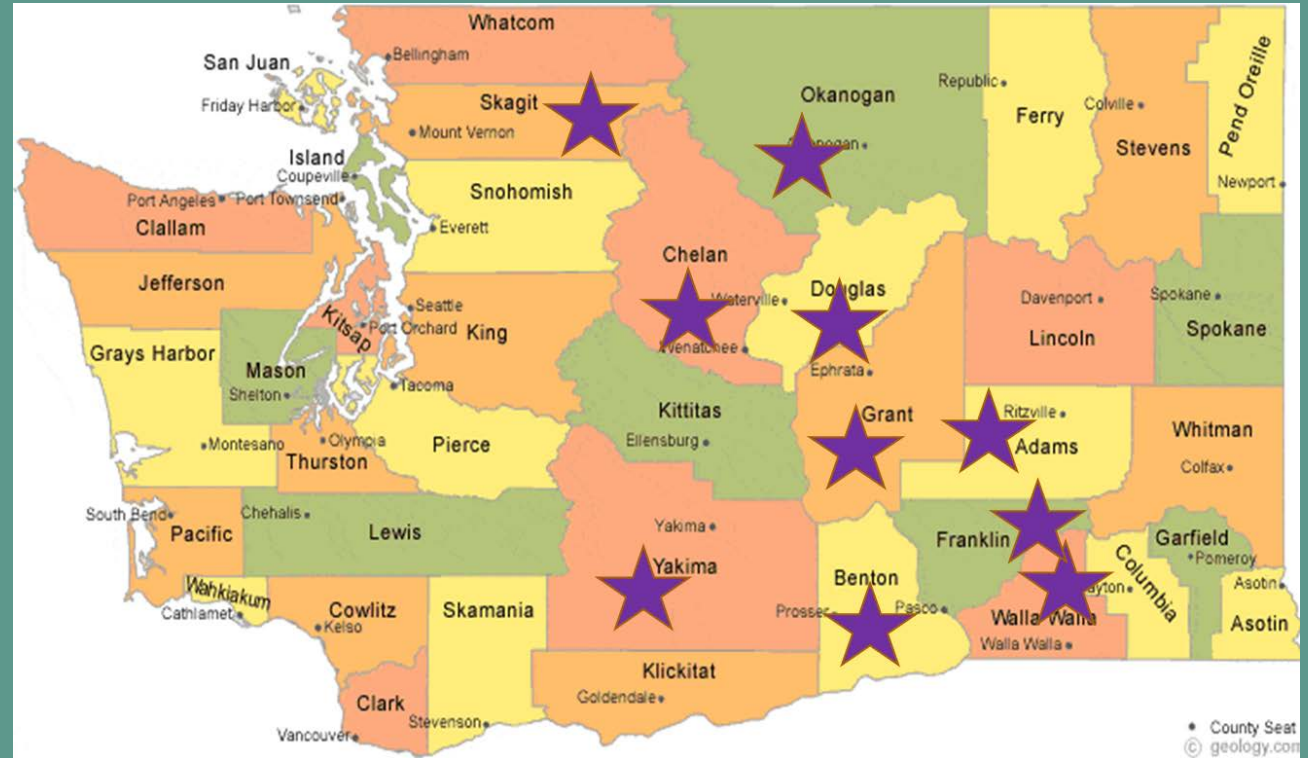 Whatcom
Bellingham
San Juan
Friday Harbor
Skagit
Mount Vernon
Okanogan
Republic
Ferry
Colville
Stevens
Pend Oreille
Newport
Island
Coupeville
Port Angeles
Port Townsend
Clallam
Snohomish
Everett
Jefferson
Chelan
Waterville
Douglas
Wenatchee
Ephrata
Davenport
Lincoln
Spokane
Spokane
Seattle
Kitsap
Port Orchard
King
Grays Harbor
Mason
Shelton
Tacoma
Montesano
Olympia
Thurston
Pierce
Kittitas
Ellensburg
Grant
Ritzville
Adams
Whitman
Colfax
South Bend
Pacific
Chehalis
Lewis
Yakima
Yakima
Franklin
Garfield
Pomeroy
Benton
Prosser
Pasco
Columbia
Asotin
Asotin
Walla Walla
Walla Walla
Wahkiakum
Cathlamet
Cowlitz
Kelso
Skamania
Klickitat
Goldendale
Clark
Vancouver
Stevenson
County Seat
© geology.com